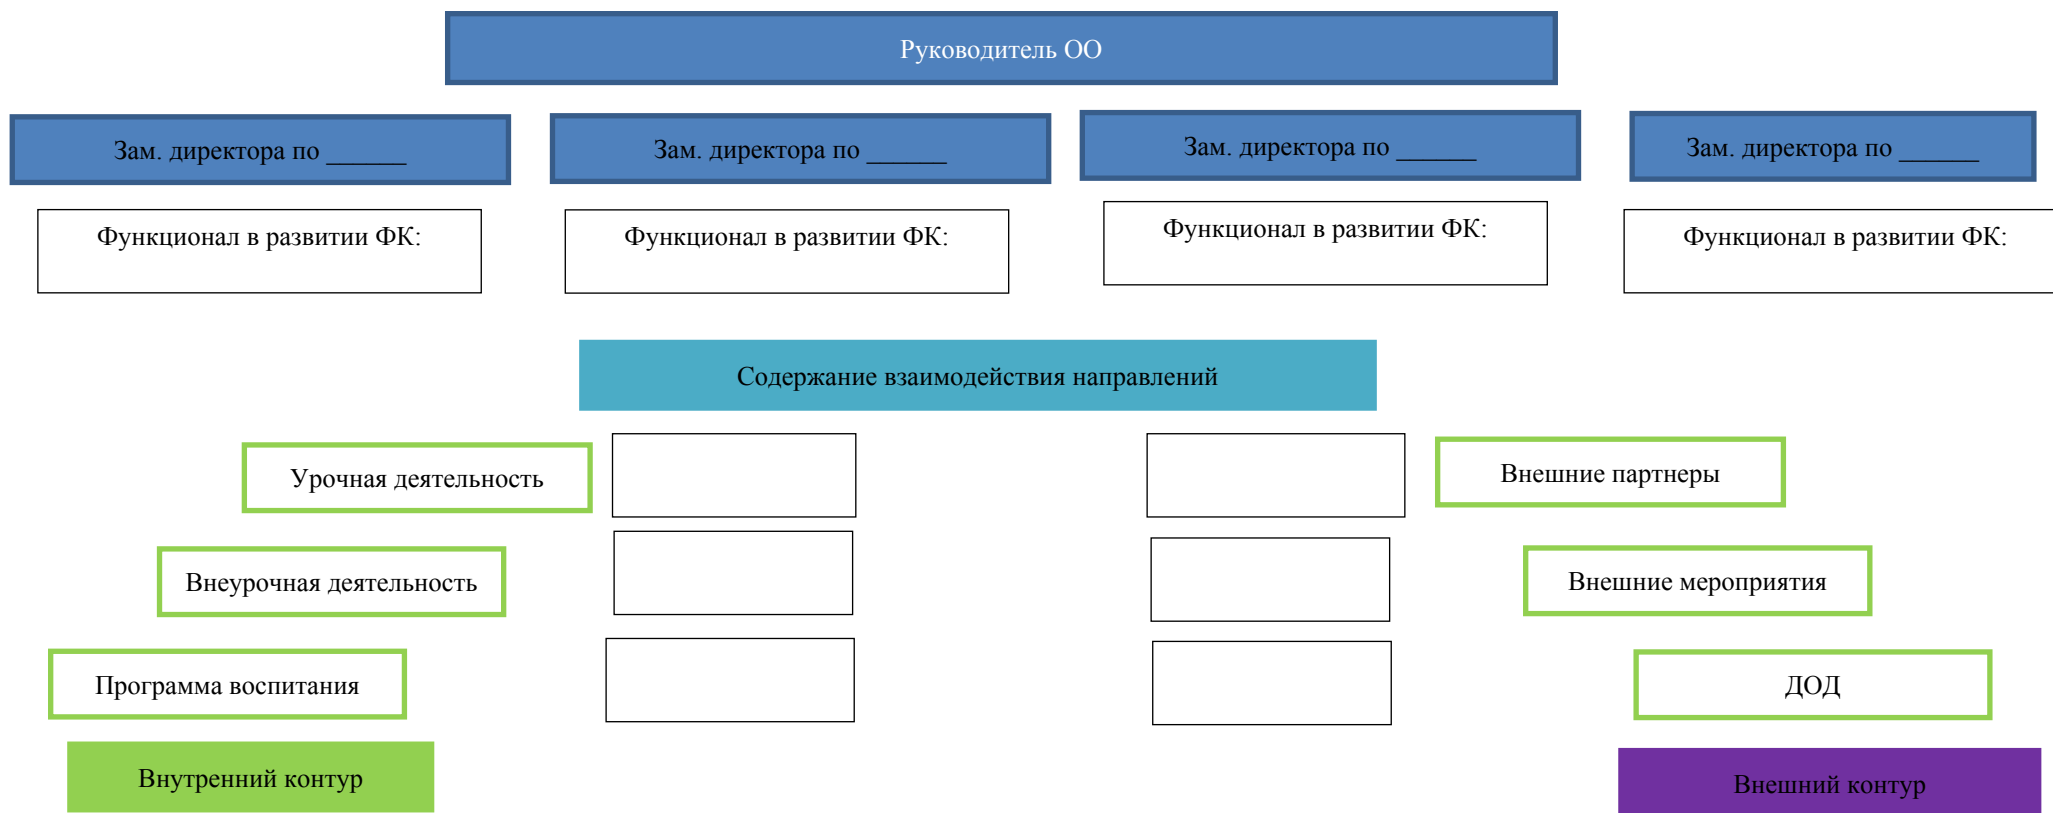 Руководитель ОО
Зам. директора по ______
Зам. директора по ______
Зам. директора по ______
Зам. директора по ______
Функционал в развитии ФК:
Функционал в развитии ФК:
Функционал в развитии ФК:
Функционал в развитии ФК:
Содержание взаимодействия направлений
Урочная деятельность
Внешние партнеры
Внеурочная деятельность
Внешние мероприятия
Программа воспитания
ДОД
Внутренний контур
Внешний контур